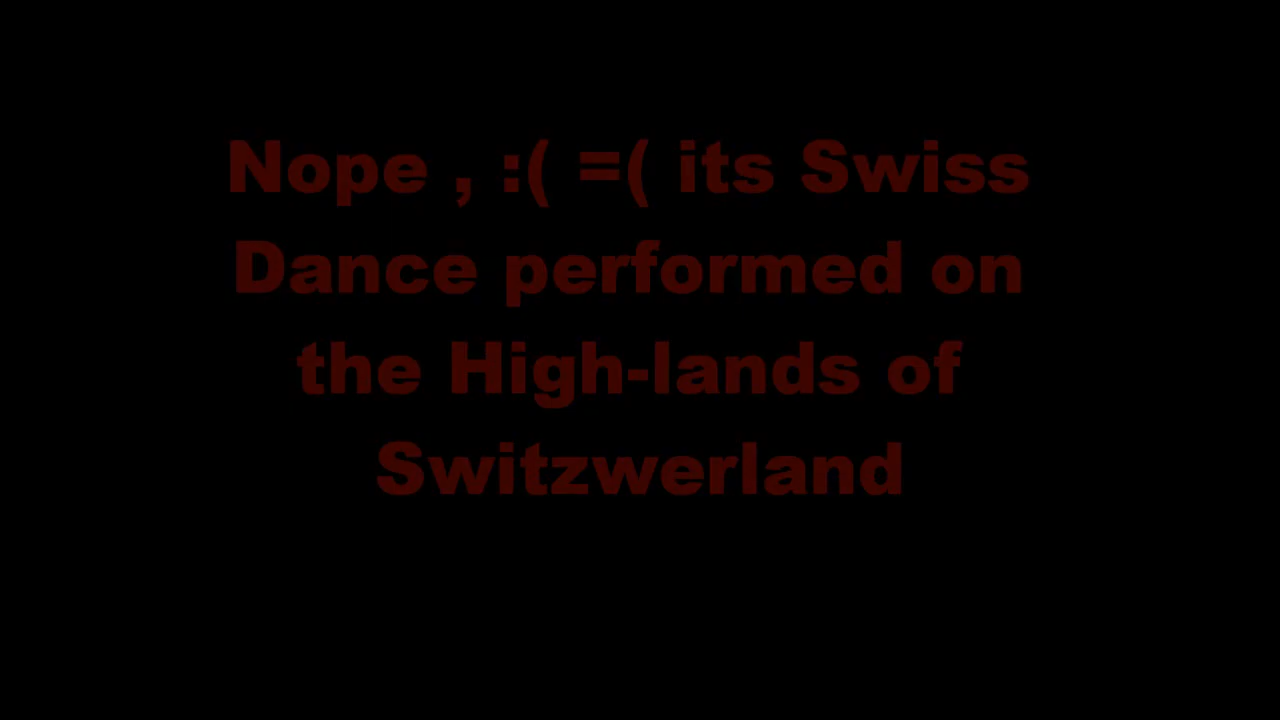 Nope , :( =( its Swiss
Dance performed on
the High-lands of
Switzwerland